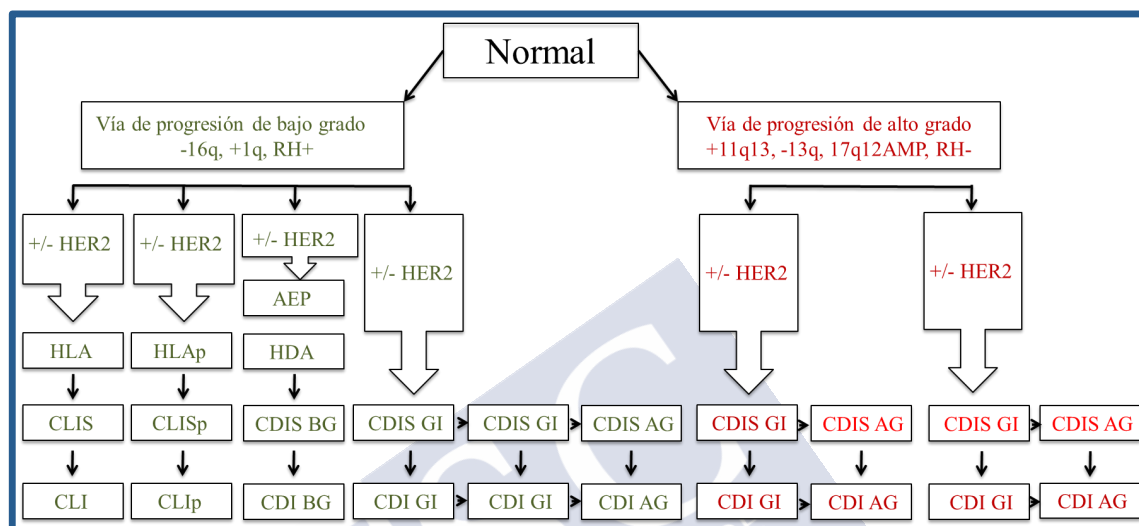 Normal
Vía de progresión de bajo grado
-16q, +1q, RH+
Vía de progresión de alto grado
+11q13, -13q, 17q12AMP, RH-
+/- HER2
+/- HER2
+/- HER2
+/- HER2
+/- HER2
+/- HER2
AEP
HLA
HLAp
HDA
CLIS
CLISp
CDIS BG
CDIS GI
CDIS GI
CDIS AG
CDIS GI
CDIS AG
CDIS GI
CDIS AG
CLI
CLIp
CDI BG
CDI GI
CDI GI
CDI AG
CDI GI
CDI AG
CDI GI
CDI AG